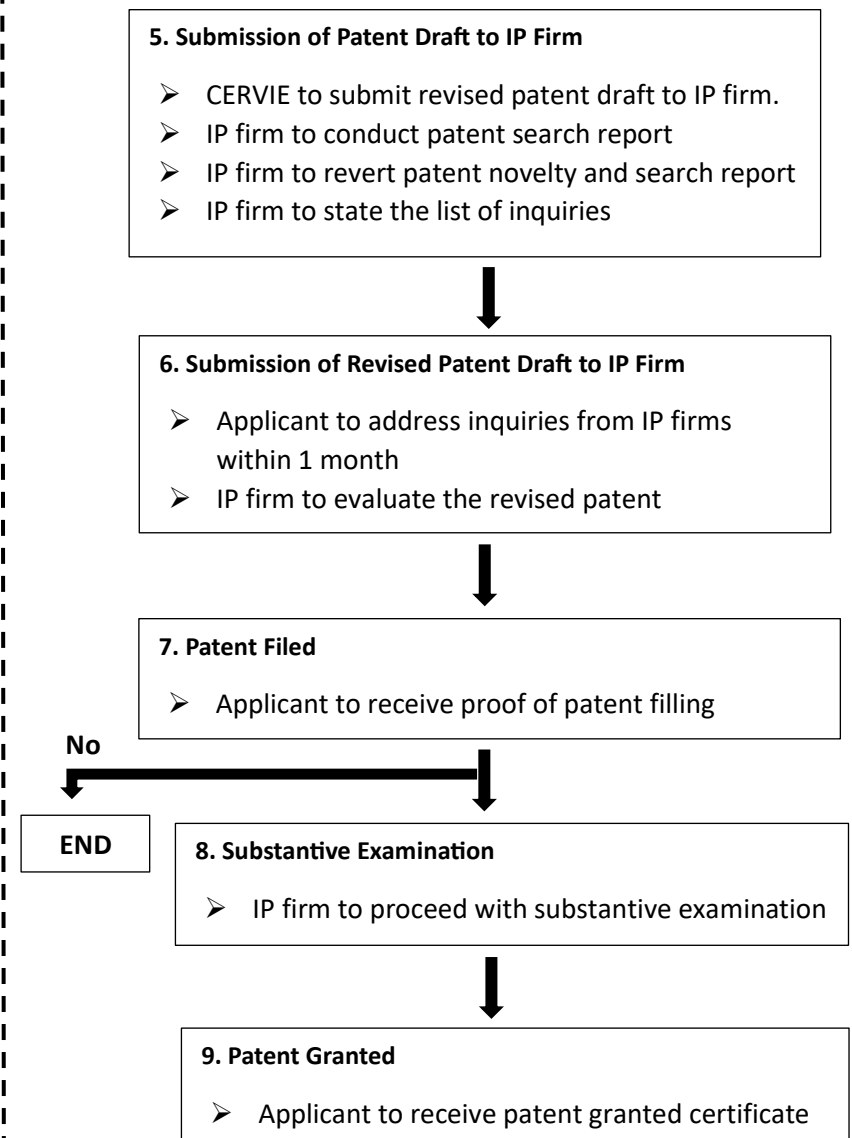 5. Submission of Patent Draft to IP Firm
➢ CERVIE to submit revised patent draft to IP firm.
➢ IP firm to conduct patent search report
➢ IP firm to revert patent novelty and search report
➢ IP firm to state the list of inquiries
6. Submission of Revised Patent Draft to IP Firm
➢ Applicant to address inquiries from IP firms
within 1 month
➢ IP firm to evaluate the revised patent
7. Patent Filed
➢ Applicant to receive proof of patent filling
No
END
8. Substantive Examination
➢ IP firm to proceed with substantive examination
9. Patent Granted
➢ Applicant to receive patent granted certificate